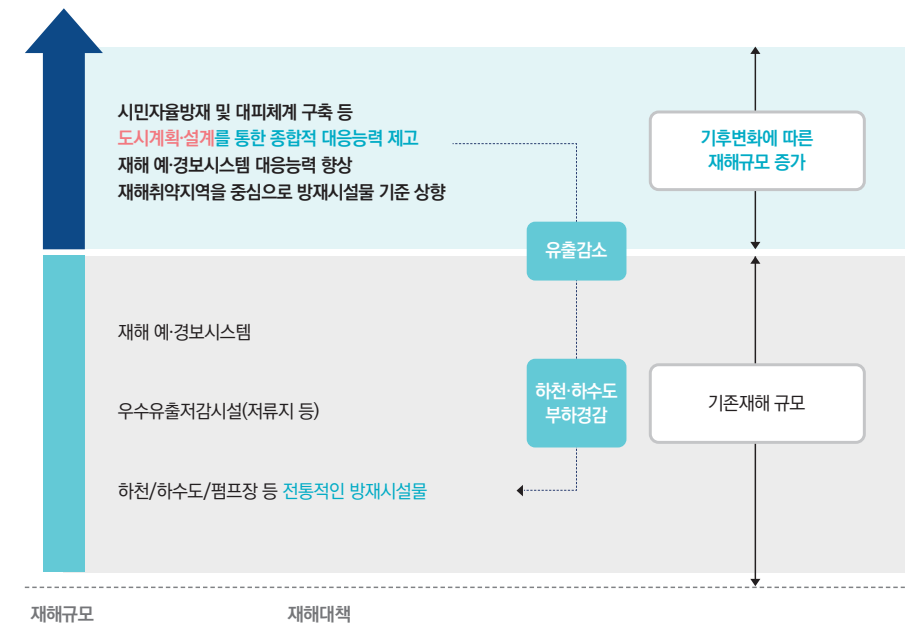 시민자율방재 및 대피체계 구축 등
도시계획·설계를 통한 종합적 대응능력 제고
재해 예·경보시스템 대응능력 향상
재해취약지역을 중심으로 방재시설물 기준 상향
기후변화에 따른
재해규모 증가
유출감소
재해 예·경보시스템
하천·하수도
부하경감
기존재해 규모
우수유출저감시설(저류지 등)
하천/하수도/펌프장 등 전통적인 방재시설물
재해규모
재해대책